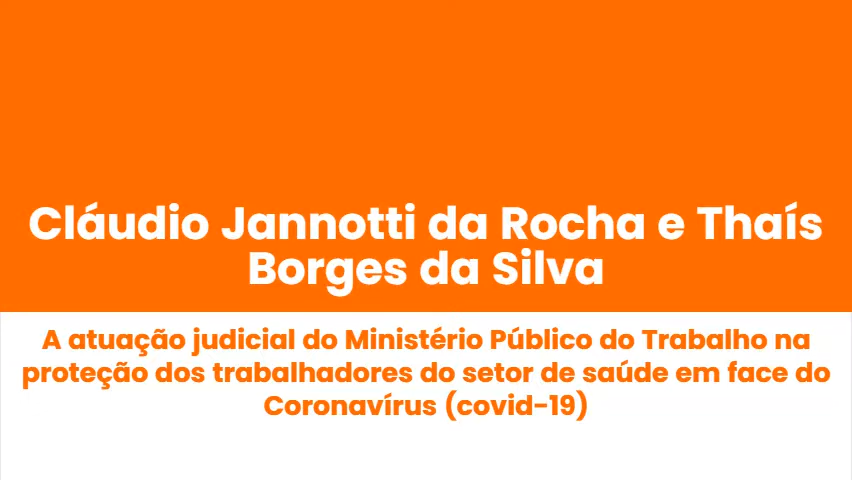 Cláudio Jannotti da Rocha e Thaís
Borges da Silva
A atuação judicial do Ministério Público do Trabalho na
proteção dos trabalhadores do setor de saúde em face do
Coronavírus (covid-19)